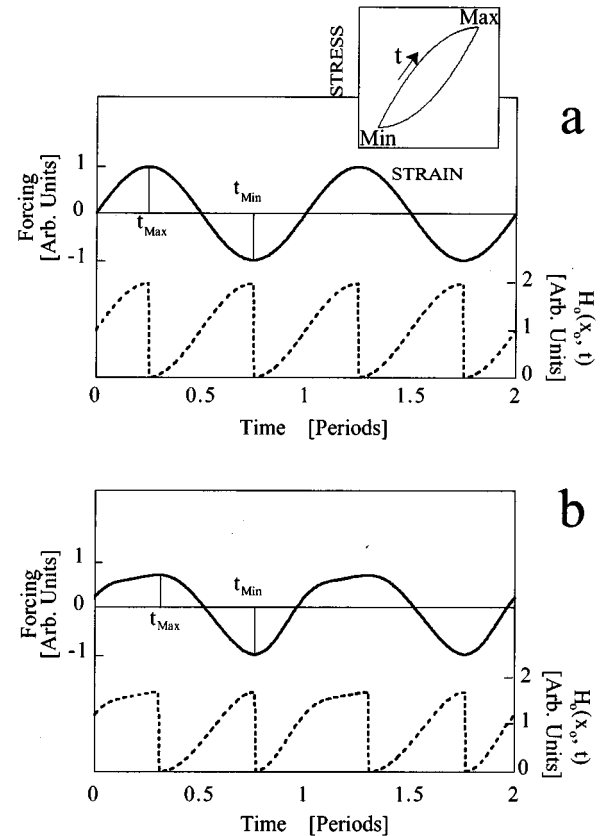 Max
STRESS
t
Min
a
STRAIN
Forcing
[Arb. Units]
1
0
-1
t_Max
t_Min
2
1
0
H_o(x_o, t)
[Arb. Units]
0 0.5 1 1.5 2
Time [Periods]
b
Forcing
[Arb. Units]
1
0
-1
t_Max
t_Min
2
1
0
H_o(x_o, t)
[Arb. Units]
0 0.5 1 1.5 2
Time [Periods]